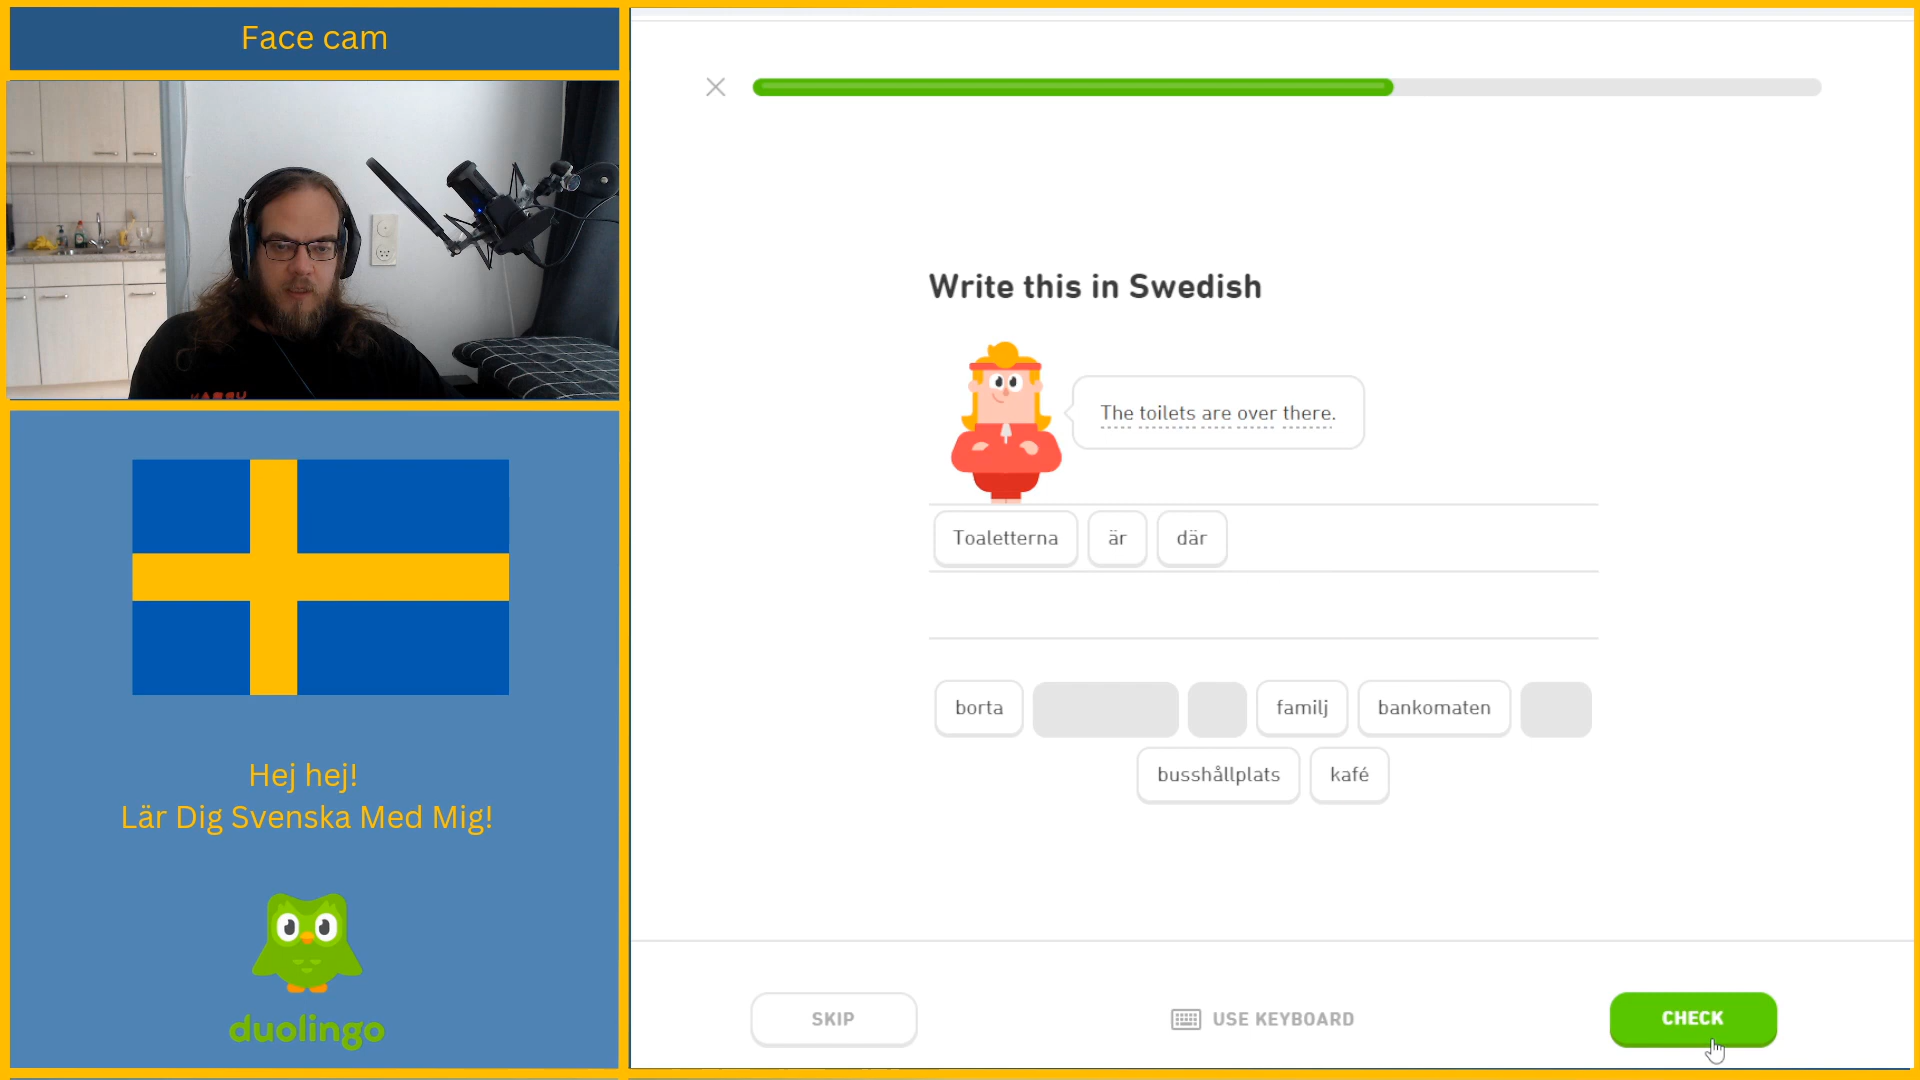 Face cam
Hej hej!
Lär Dig Svenska Med Mig!
duolingo
Write this in Swedish
The toilets are over there.
Toaletterna är där
borta familj bankomaten
busshållplats kafé
SKIP USE KEYBOARD CHECK